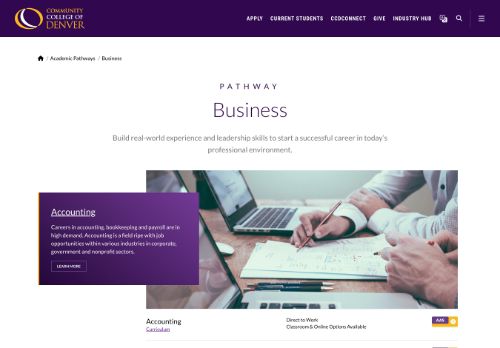 COMMUNITY
COLLEGE OF
DENVER
APPLY CURRENT STUDENTS CCDCONNECT GIVE INDUSTRY HUB
/ Academic Pathways / Business
PATHWAY
Business
Build real-world experience and leadership skills to start a successful career in today's
professional environment.
Accounting
Careers in accounting, bookkeeping and payroll are in
high demand. Accounting is a field ripe with job
opportunities within various industries in corporate,
government and nonprofit sectors.
LEARN MORE
Accounting
Curriculum
Direct to Work
Classroom & Online Options Available
AAS